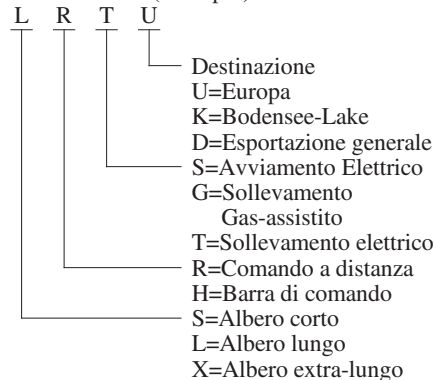 L R T U
Destinazione
U=Europa
K=Bodensee-Lake
D=Esportazione generale
S=Avviamento Elettrico
G=Sollevamento
Gas-assistito
T=Sollevamento elettrico
R=Comando a distanza
H=Barra di comando
S=Albero corto
L=Albero lungo
X=Albero extra-lungo